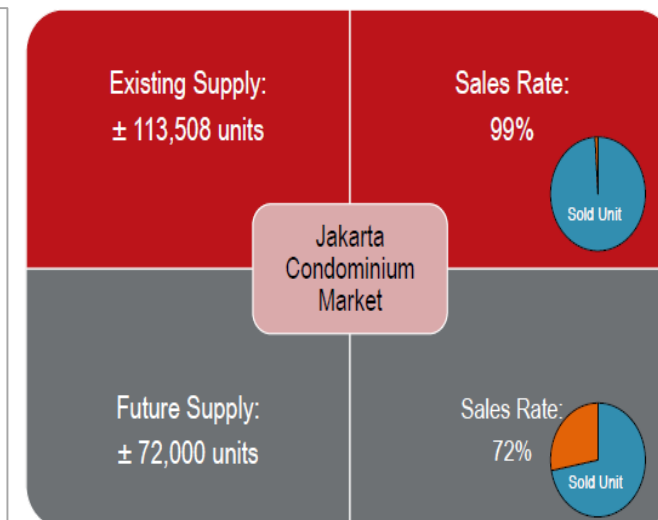 Existing Supply:
± 113,508 units
Sales Rate:
99%
Sold Unit
Jakarta
Condominium
Market
Future Supply:
± 72,000 units
Sales Rate:
72%
Sold Unit